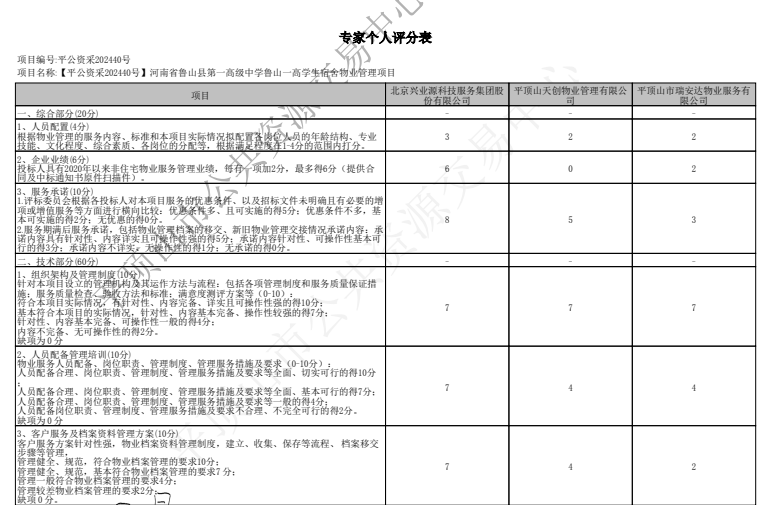 专家个人评分表
项目编号:平公资采202440号
项目名称:【平公资采202440号】河南省鲁山县第一高级中学鲁山一高学生宿舍物业管理项目
项目 北京兴业源科技服务集团股份有限公司 平顶山天创物业管理有限公司 平顶山市瑞安达物业服务有限公司
一、综合部分(20分) - - -
1、人员配置(4分)
根据物业管理的服务内容、标准和本项目实际情况拟配置各岗位人员的年龄结构、专业
技能、文化程度、综合素质、各岗位的分配等，根据满足程度在1-4分的范围内打分。
3 2 2
2、企业业绩(6分)
投标人具有2020年以来非住宅物业服务管理业绩，每有一项加2分，最多得6分（提供合
同及中标通知书原件扫描件）。
6 0 2
3、服务承诺(10分)
1.评标委员会根据各投标人对本项目服务的优惠条件、以及招标文件未明确且有必要的增
项或增值服务等方面进行横向比较：优惠条件多、且可实施的得5分；优惠条件不多，基
本可实施的得2分；无优惠的得0分。
2.服务期满后服务承诺，包括物业管理档案的移交、新旧物业管理交接情况承诺内容；承
诺内容具有针对性、内容详实且可操作性强的得5分；承诺内容针对性、可操作性基本可
行的得3分；承诺内容不详实、无操作性的得1分；无承诺的得0分。
8 5 3
二、技术部分(60分) - - -
1、组织架构及管理制度(10分)
针对本项目设立的管理机构及其运作方法与流程；包括各项管理制度和服务质量保证措
施；服务质量检查、验收方法和标准；满意度测评方案等（0-10）：
符合本项目实际情况，有针对性、内容完备、详实且可操作性强的得10分；
基本符合本项目的实际情况，针对性、内容基本完备、操作性较强的得7分；
针对性、内容基本完备、可操作性一般的得4分；
内容不完备、无可操作性的得2分。
缺项为0分
7 7 7
2、人员配备管理培训(10分)
物业服务人员配备、岗位职责、管理制度、管理服务措施及要求（0-10分）：
人员配备合理、岗位职责、管理制度、管理服务措施及要求等全面、切实可行的得10分
；
人员配备合理、岗位职责、管理制度、管理服务措施及要求等全面、基本可行的得7分；
人员配备合理、岗位职责、管理制度、管理服务措施及要求等一般的得4分；
人员配备岗位职责、管理制度、管理服务措施及要求不合理、不完全可行的得2分。
缺项为0分
7 4 4
3、客户服务及档案资料管理方案(10分)
客户服务方案针对性强，物业档案资料管理制度，建立、收集、保存等流程、档案移交
步骤等管理，
管理健全、规范，符合物业档案管理的要求10分；
管理健全、规范，基本符合物业档案管理的要求7分；
管理一般符合物业档案管理的要求4分；
管理较差物业档案管理的要求2分；
缺项0分。
7 4 2
平顶山市公共资源交易中心